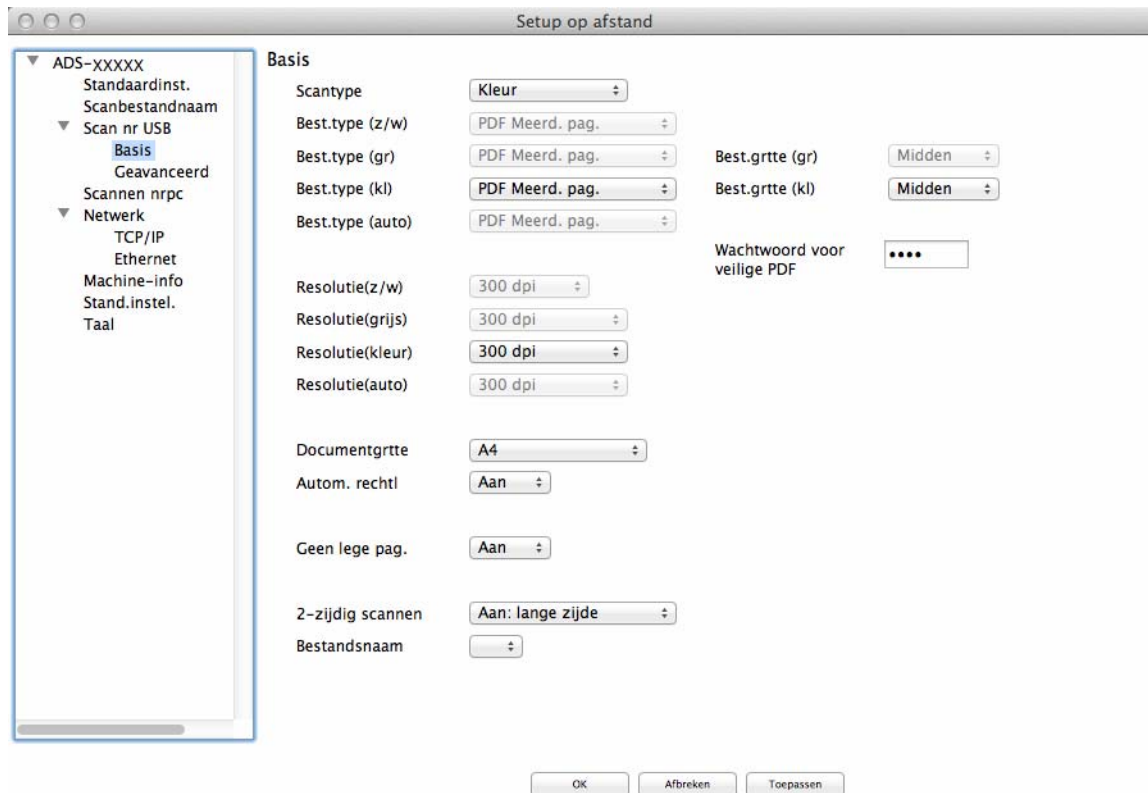 Setup op afstand
ADS-XXXXX
Standaardinst.
Scanbestandnaam
Scan nr USB
Basis
Geavanceerd
Scannen nrpc
Netwerk
TCP/IP
Ethernet
Machine-info
Stand.instel.
Taal
Basis
Scantype Kleur
Best.type (z/w) PDF Meerd. pag.
Best.type (gr) PDF Meerd. pag. Best.grtte (gr) Midden
Best.type (kl) PDF Meerd. pag. Best.grtte (kl) Midden
Best.type (auto) PDF Meerd. pag.
Wachtwoord voor
veilige PDF ••••
Resolutie(z/w) 300 dpi
Resolutie(grijs) 300 dpi
Resolutie(kleur) 300 dpi
Resolutie(auto) 300 dpi
Documentgrtte A4
Autom. rechtl Aan
Geen lege pag. Aan
2-zijdig scannen Aan: lange zijde
Bestandsnaam
OK Afbreken Toepassen